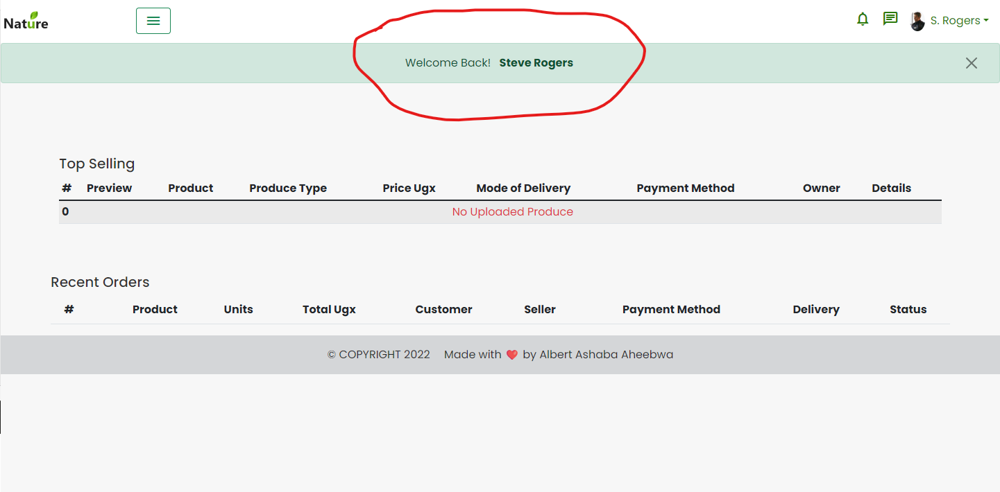 Nature
S. Rogers
Welcome Back! Steve Rogers
Top Selling
# Preview Product Produce Type Price Ugx Mode of Delivery Payment Method Owner Details
0 No Uploaded Produce
Recent Orders
# Product Units Total Ugx Customer Seller Payment Method Delivery Status
© COPYRIGHT 2022 Made with ❤️ by Albert Ashaba Aheebwa